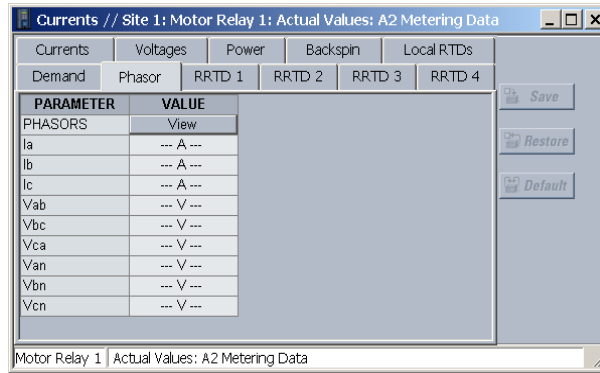 Currents // Site 1: Motor Relay 1: Actual Values: A2 Metering Data
Currents Voltages Power Backspin Local RTDs
Demand Phasor RRTD 1 RRTD 2 RRTD 3 RRTD 4
PARAMETER VALUE
PHASORS View
Ia --- A ---
Ib --- A ---
Ic --- A ---
Vab --- V ---
Vbc --- V ---
Vca --- V ---
Van --- V ---
Vbn --- V ---
Vcn --- V ---
Save
Restore
Default
Motor Relay 1 Actual Values: A2 Metering Data